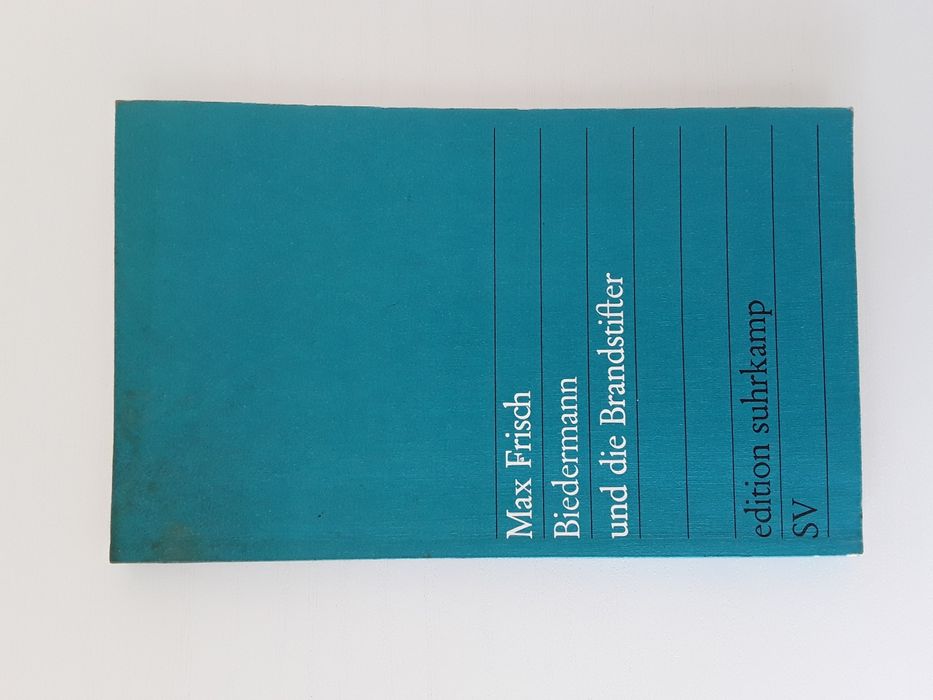 Max Frisch
Biedermann
und die Brandstifter
edition suhrkamp
SV